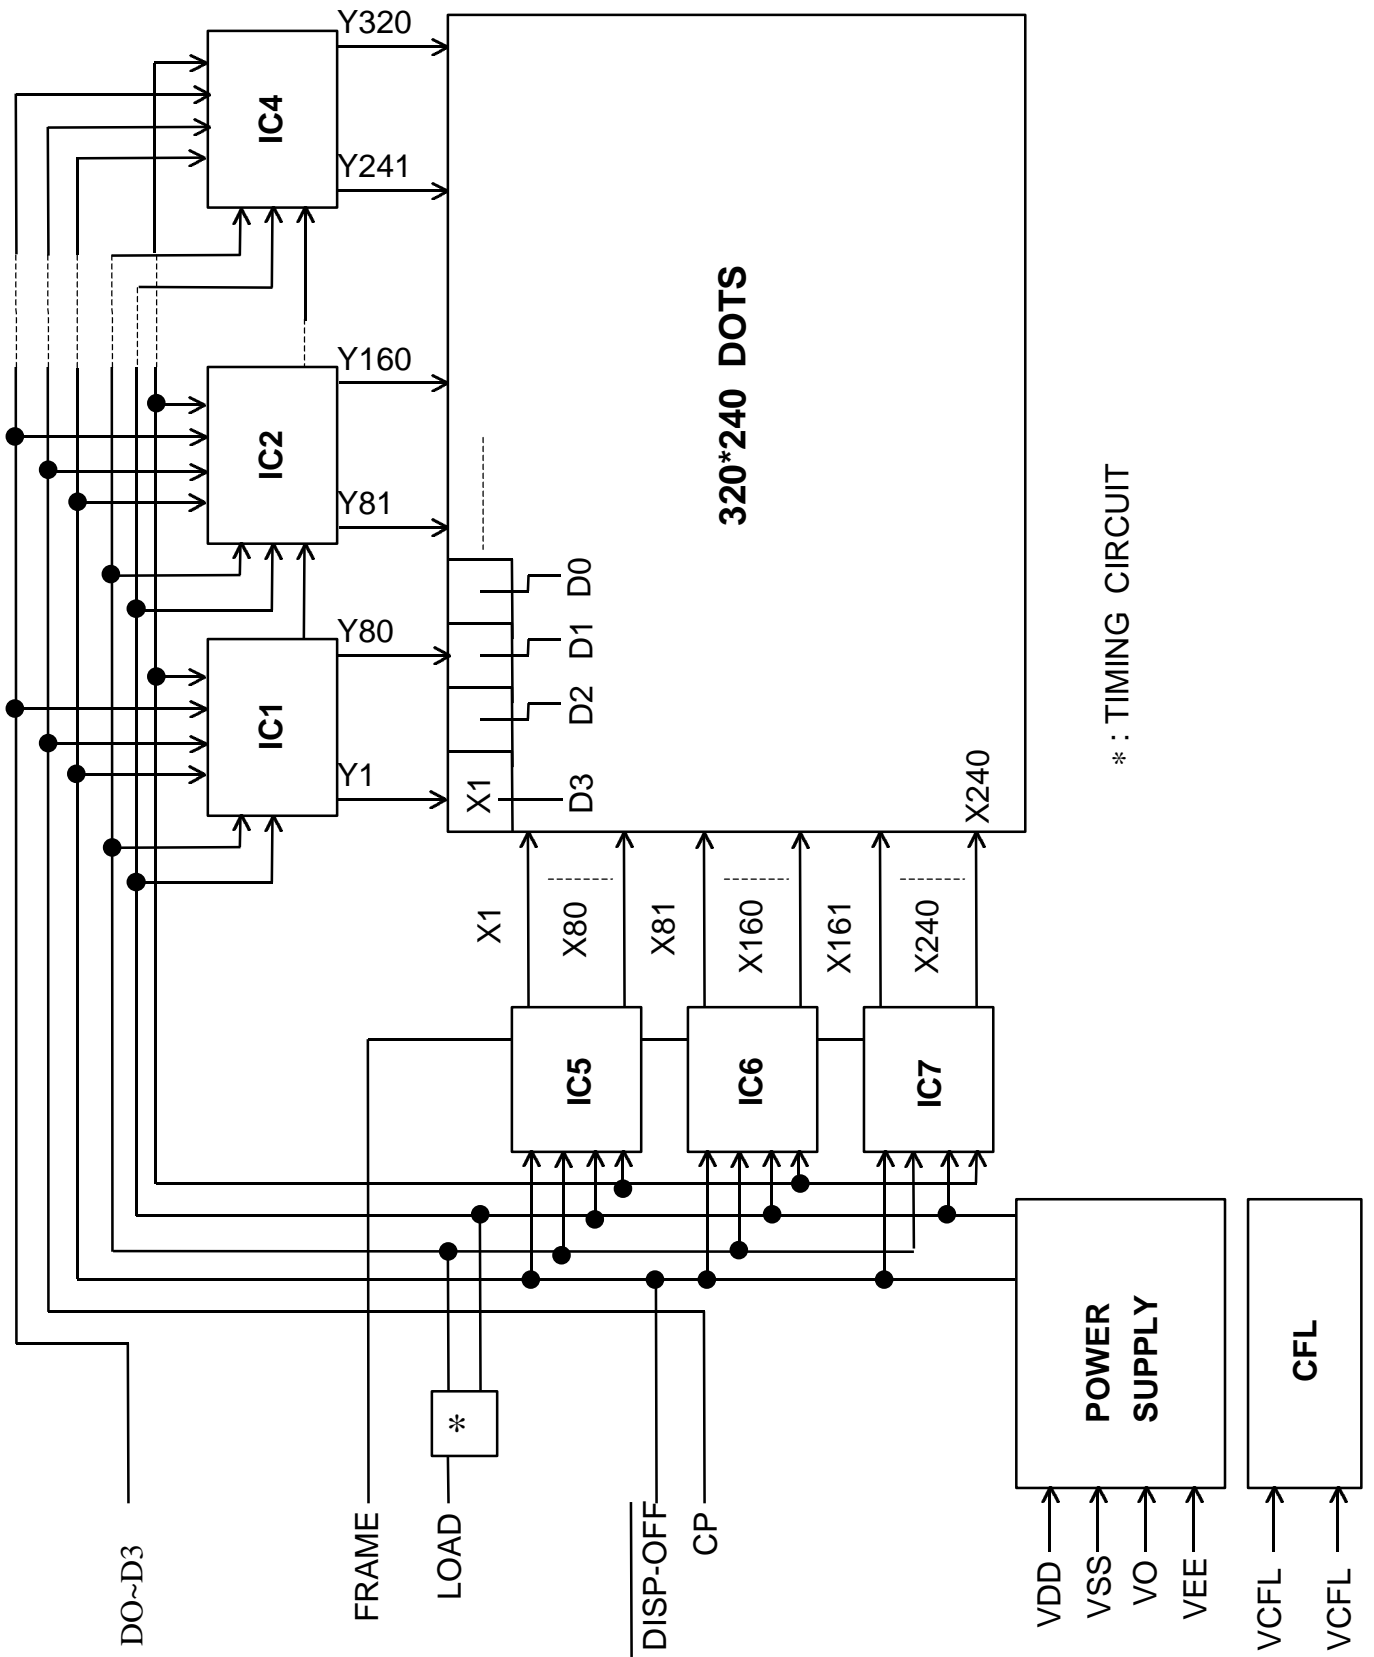 Y320
IC4
Y241
Y160
IC2
Y81
Y80
IC1
Y1
320*240 DOTS
D0
D1
D2
D3
X1
X240
* : TIMING CIRCUIT
X1
X80
X81
X160
X161
X240
IC5
IC6
IC7
*
POWER
SUPPLY
CFL
DO~D3
FRAME
LOAD
DISP-OFF
CP
VDD
VSS
VO
VEE
VCFL
VCFL